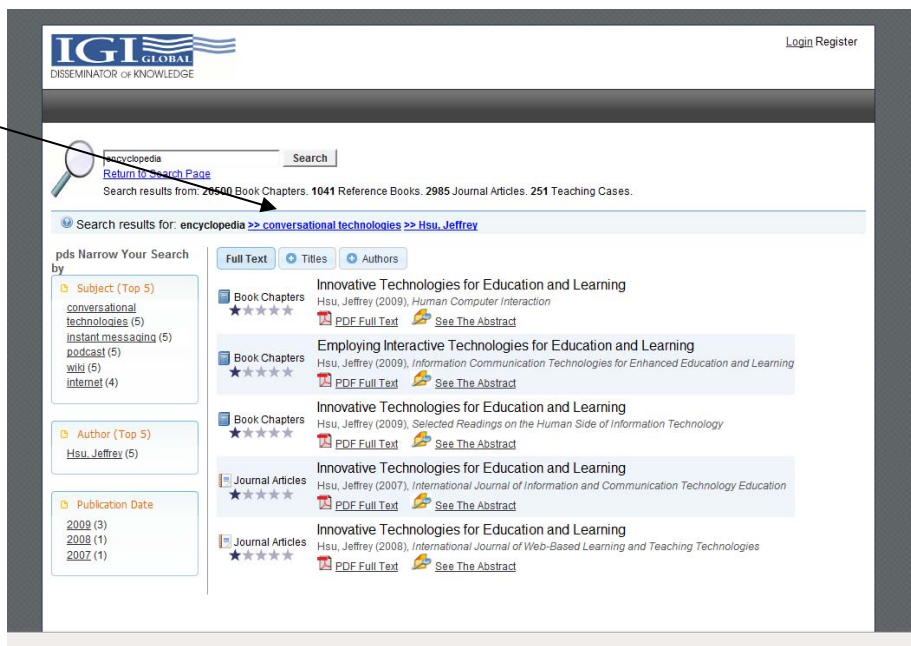 IGI
GLOBAL
DISSEMINATOR OF KNOWLEDGE
Login Register
encyclopedia
Search
Return to Search Page
Search results from: 26500 Book Chapters. 1041 Reference Books. 2985 Journal Articles. 251 Teaching Cases.
Search results for: encyclopedia >> conversational technologies >> Hsu, Jeffrey
pds Narrow Your Search
by
Subject (Top 5)
conversational
technologies (5)
instant messaging (5)
podcast (5)
wiki (5)
internet (4)
Author (Top 5)
Hsu, Jeffrey (5)
Publication Date
2009 (3)
2008 (1)
2007 (1)
Full Text Titles Authors
Book Chapters
Innovative Technologies for Education and Learning
Hsu, Jeffrey (2009), Human Computer Interaction
PDF Full Text See The Abstract
Book Chapters
Employing Interactive Technologies for Education and Learning
Hsu, Jeffrey (2009), Information Communication Technologies for Enhanced Education and Learning
PDF Full Text See The Abstract
Book Chapters
Innovative Technologies for Education and Learning
Hsu, Jeffrey (2009), Selected Readings on the Human Side of Information Technology
PDF Full Text See The Abstract
Journal Articles
Innovative Technologies for Education and Learning
Hsu, Jeffrey (2007), International Journal of Information and Communication Technology Education
PDF Full Text See The Abstract
Journal Articles
Innovative Technologies for Education and Learning
Hsu, Jeffrey (2008), International Journal of Web-Based Learning and Teaching Technologies
PDF Full Text See The Abstract